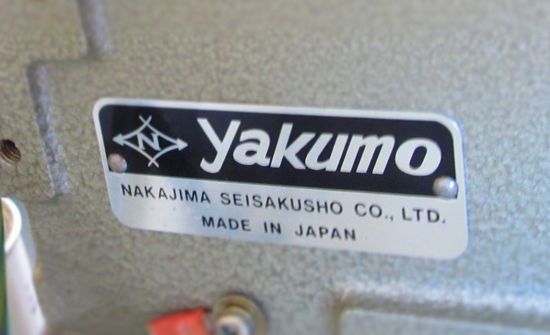 N yakumo
NAKAJIMA SEISAKUSHO CO., LTD.
MADE IN JAPAN